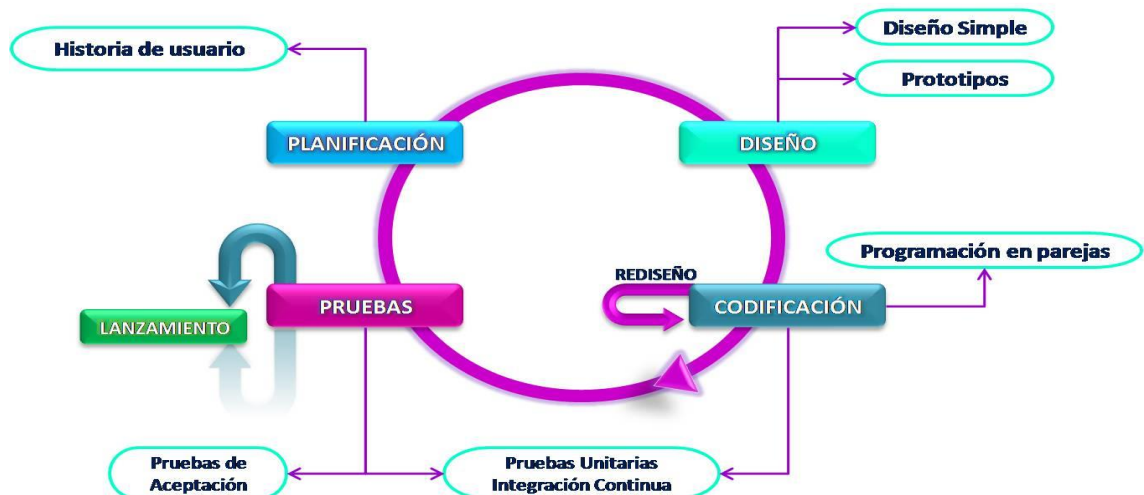 Historia de usuario
Diseño Simple
Prototipos
PLANIFICACIÓN
DISEÑO
Programación en parejas
REDISEÑO
PRUEBAS
CODIFICACIÓN
LANZAMIENTO
Pruebas de
Aceptación
Pruebas Unitarias
Integración Continua